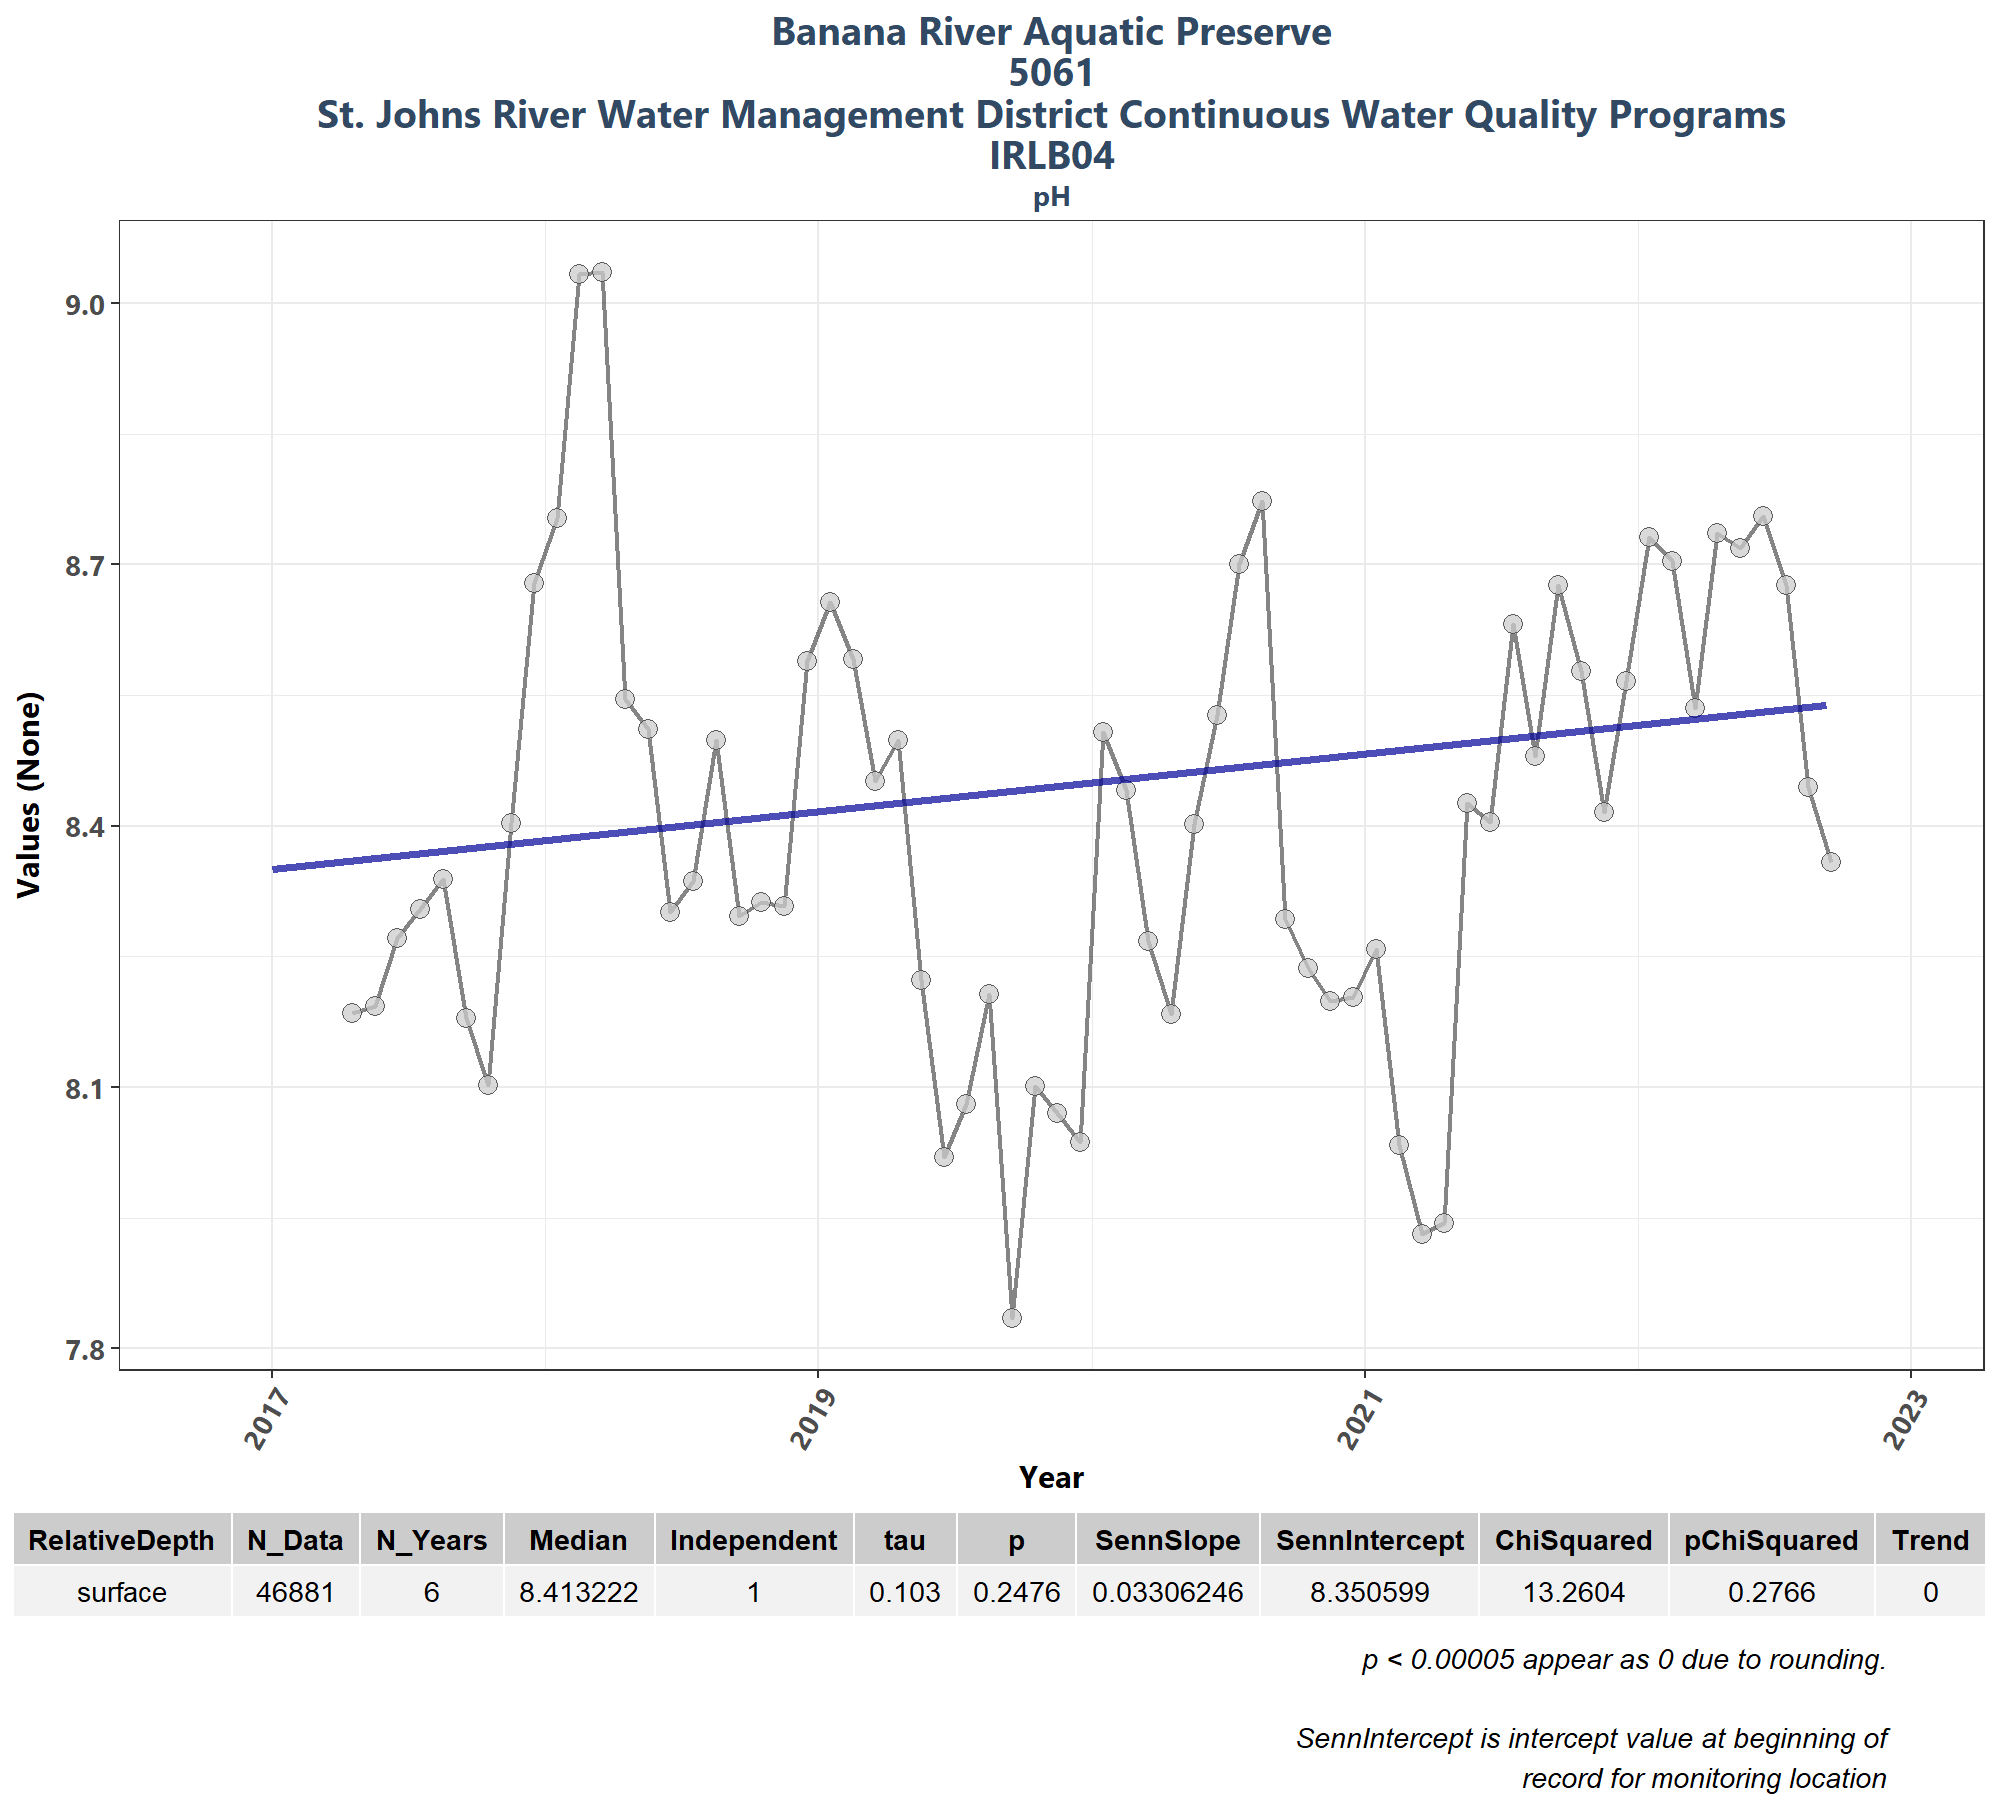 Banana River Aquatic Preserve
5061
St. Johns River Water Management District Continuous Water Quality Programs
IRLB04
pH
9.0
8.7
8.4
8.1
7.8
Values (None)
2017
2019
2021
2023
Year
RelativeDepth N_Data N_Years Median Independent tau p SennSlope SennIntercept ChiSquared pChiSquared Trend
surface 46881 6 8.413222 1 0.103 0.2476 0.03306246 8.350599 13.2604 0.2766 0
p < 0.00005 appear as 0 due to rounding.
SennIntercept is intercept value at beginning of
record for monitoring location